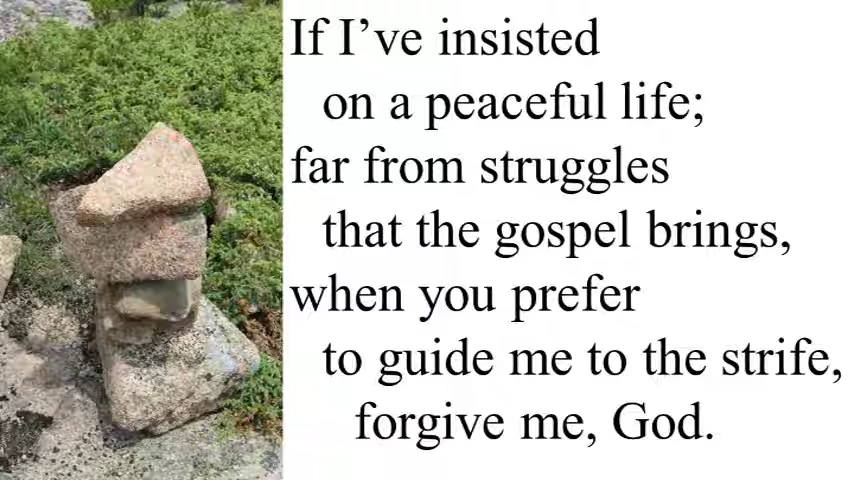 If I’ve insisted
on a peaceful life;
far from struggles
that the gospel brings,
when you prefer
to guide me to the strife,
forgive me, God.